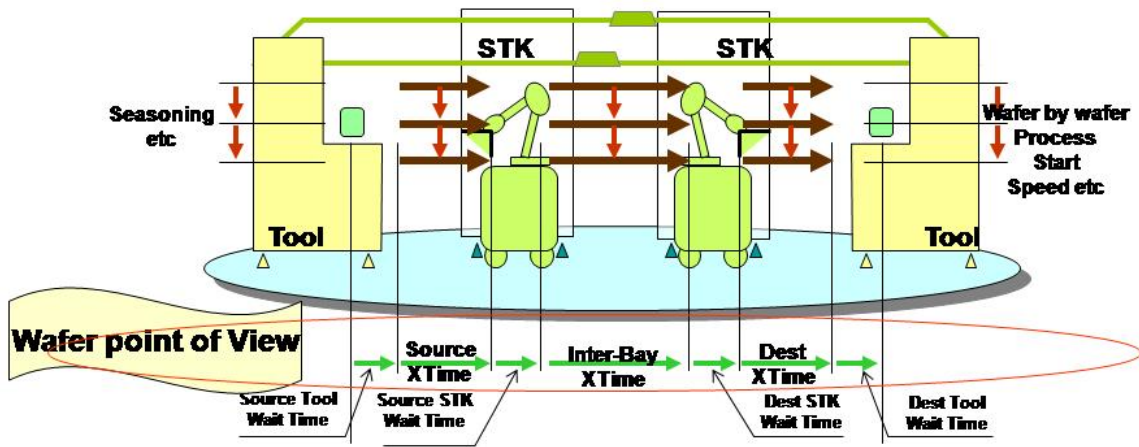 STK
STK
Seasoning
etc
Wafer by wafer
Process
Start
Speed etc
Tool
Tool
Wafer point of View
Source
XTime
Inter-Bay
XTime
Dest
XTime
Source Tool
Wait Time
Source STK
Wait Time
Dest STK
Wait Time
Dest Tool
Wait Time